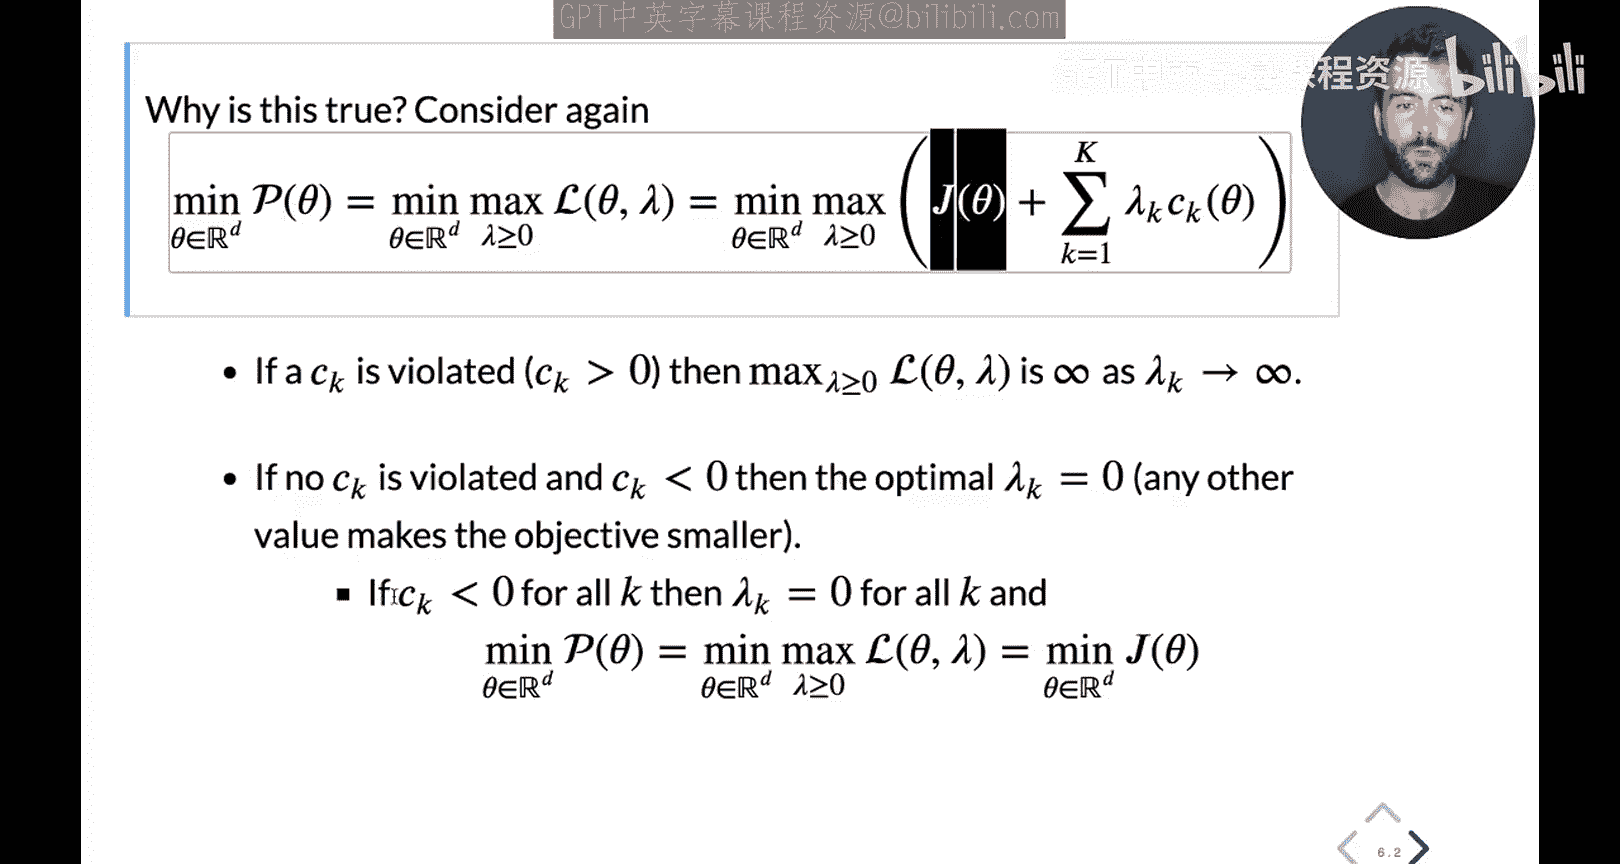 GPT中英字幕课程资源@bilibili.com
程资源 bilibili
Why is this true? Consider again
min_{θ∈ℝ^d} 𝒫(θ) = min_{θ∈ℝ^d} max_{λ≥0} ℒ(θ, λ) = min_{θ∈ℝ^d} max_{λ≥0} ( J(θ) + ∑_{k=1}^{K} λ_k c_k(θ) )
• If a c_k is violated (c_k > 0) then max_{λ≥0} ℒ(θ, λ) is ∞ as λ_k → ∞.
• If no c_k is violated and c_k < 0 then the optimal λ_k = 0 (any other
value makes the objective smaller).
▪ If c_k < 0 for all k then λ_k = 0 for all k and
min_{θ∈ℝ^d} 𝒫(θ) = min_{θ∈ℝ^d} max_{λ≥0} ℒ(θ, λ) = min_{θ∈ℝ^d} J(θ)
6.2